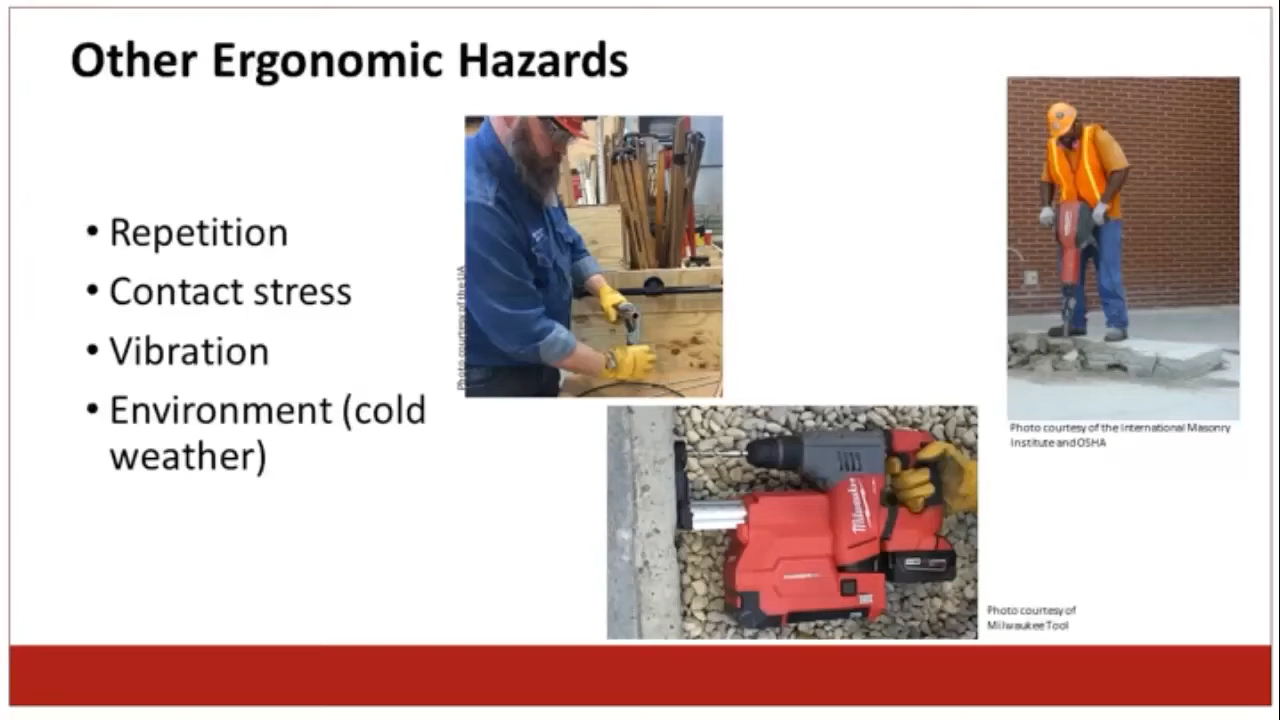 Other Ergonomic Hazards
• Repetition
• Contact stress
• Vibration
• Environment (cold
weather)
Photo courtesy of the UA
Photo courtesy of the International Masonry
Institute and OSHA
Milwaukee
Photo courtesy of
Milwaukee Tool